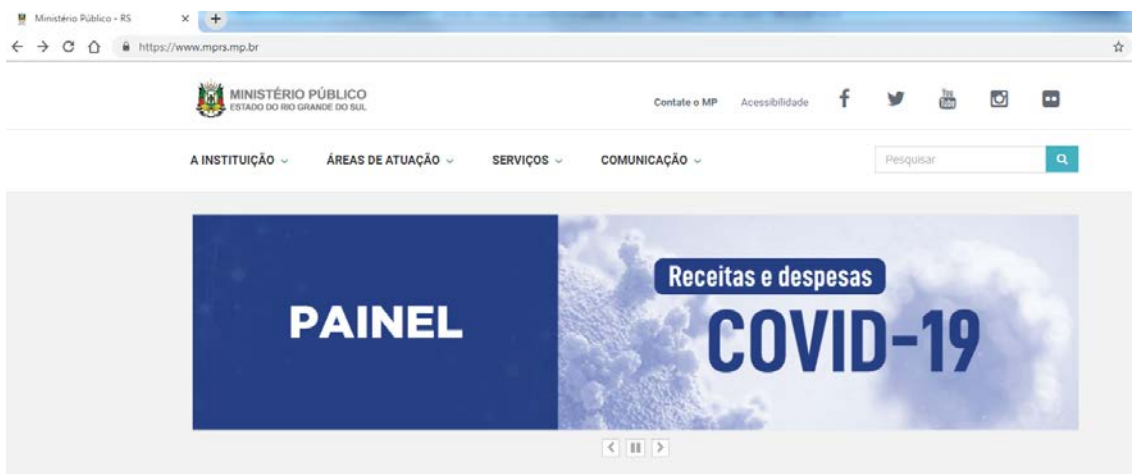 Ministério Público - RS
https://www.mprs.mp.br
MINISTÉRIO PÚBLICO
ESTADO DO RIO GRANDE DO SUL
Contate o MP Acessibilidade You Tube
A INSTITUIÇÃO ÁREAS DE ATUAÇÃO SERVIÇOS COMUNICAÇÃO Pesquisar
PAINEL
Receitas e despesas
COVID-19